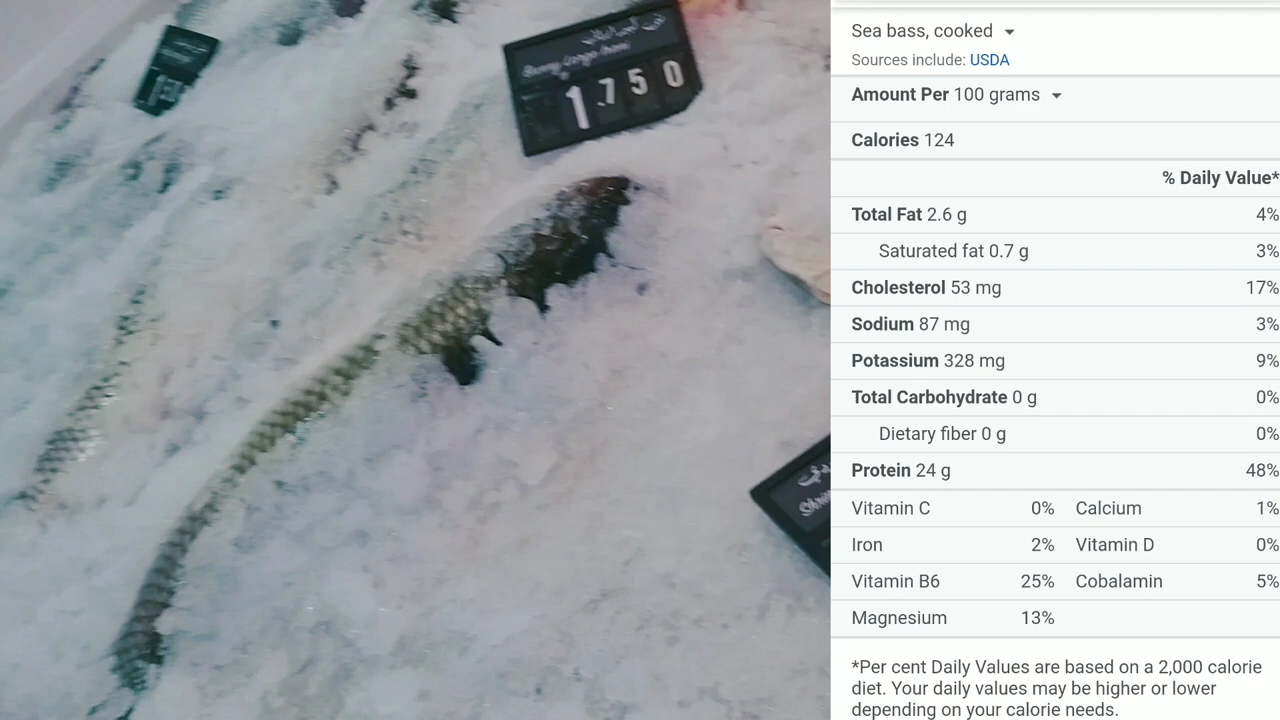 1.750
Sea bass, cooked
Sources include: USDA
Amount Per 100 grams
Calories 124
% Daily Value*
Total Fat 2.6 g 4%
Saturated fat 0.7 g 3%
Cholesterol 53 mg 17%
Sodium 87 mg 3%
Potassium 328 mg 9%
Total Carbohydrate 0 g 0%
Dietary fiber 0 g 0%
Protein 24 g 48%
Vitamin C 0% Calcium 1%
Iron 2% Vitamin D 0%
Vitamin B6 25% Cobalamin 5%
Magnesium 13%
*Per cent Daily Values are based on a 2,000 calorie
diet. Your daily values may be higher or lower
depending on your calorie needs.